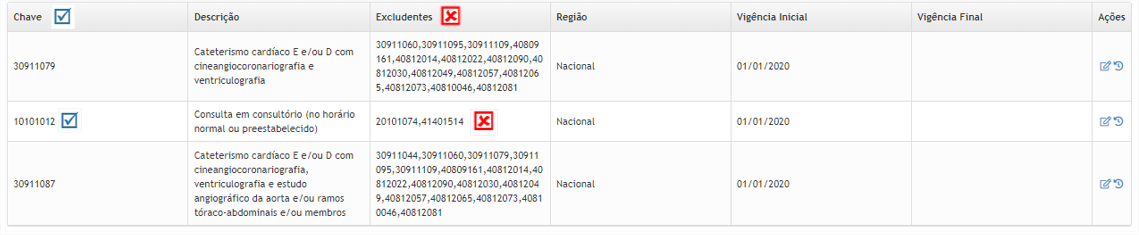 Chave Descrição Excludentes Região Vigência Inicial Vigência Final Ações
30911079
Cateterismo cardíaco E e/ou D com
cineangiocoronariografia e
ventriculografia
30911060,30911095,30911109,40809
161,40812014,40812022,40812090,40
812030,40812049,40812057,4081206
5,40812073,40810046,40812081
Nacional
01/01/2020
10101012
Consulta em consultório (no horário
normal ou preestabelecido)
20101074,41401514
Nacional
01/01/2020
30911087
Cateterismo cardíaco E e/ou D com
cineangiocoronariografia,
ventriculografia e estudo
angiográfico da aorta e/ou ramos
tóraco-abdominais e/ou membros
30911044,30911060,30911079,30911
095,30911109,40809161,40812014,40
812022,40812090,40812030,4081204
9,40812057,40812065,40812073,4081
0046,40812081
Nacional
01/01/2020